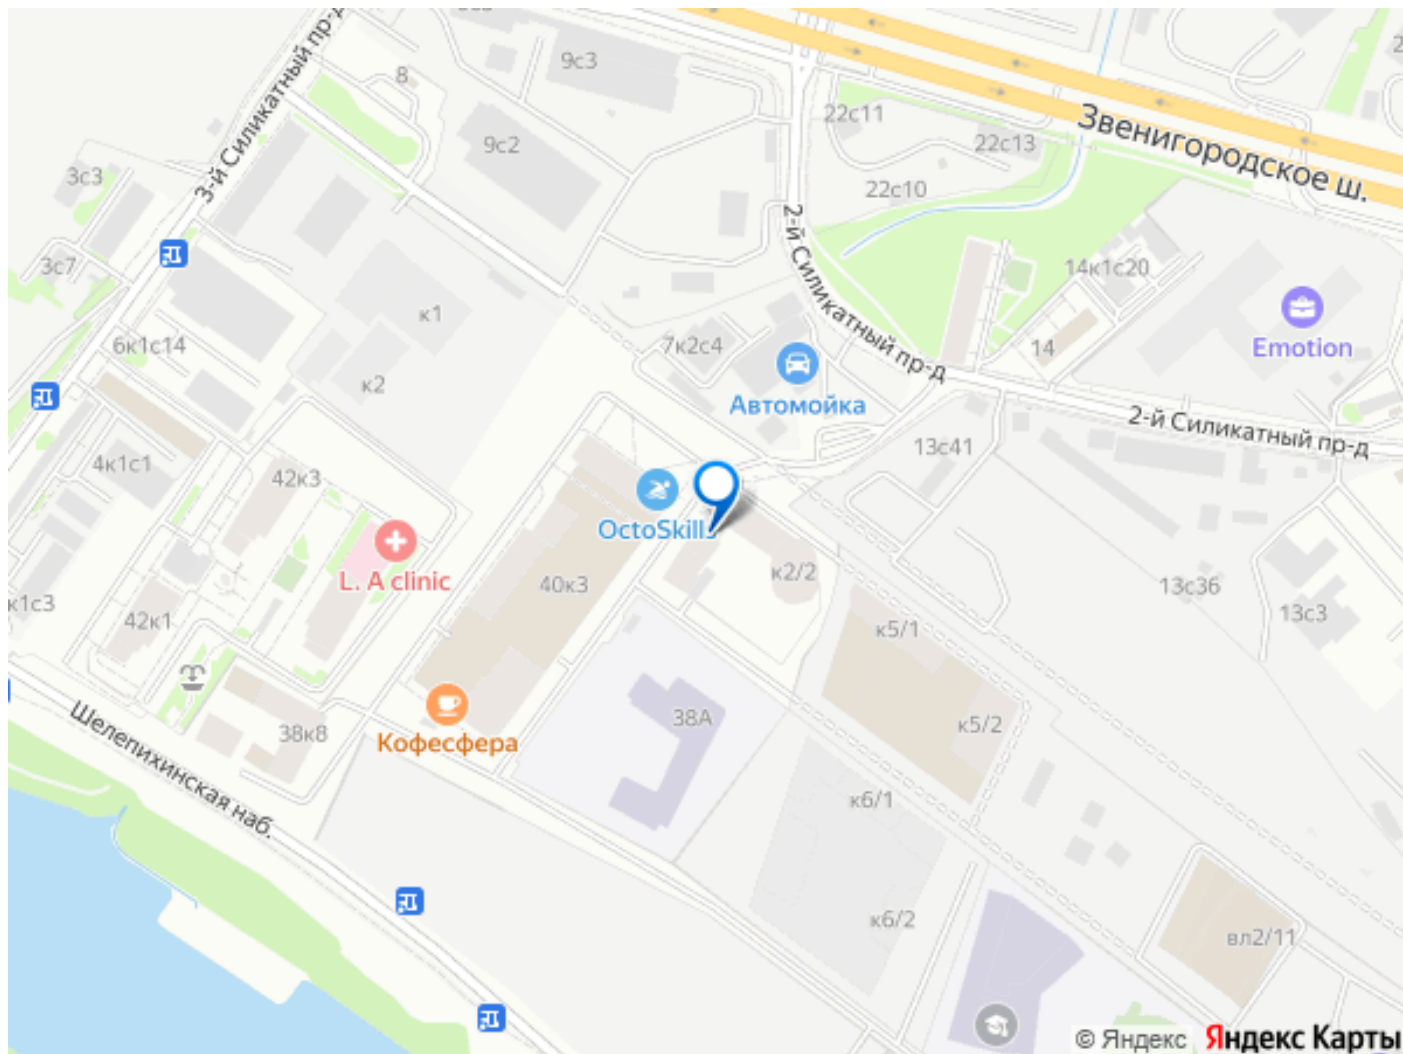 3-й Силикатный пр-д
8
9с3
9с2
22с11
22с13
22с10
Звенигородское ш.
3с3
3с7
2-й Силикатный пр-д
14к1с20
14
Emotion
к1
к2
6к1с14
7к2с4
Автомойка
2-й Силикатный пр-д
13с41
4к1с1
42к3
OctoSkills
L. A clinic
40к3
к2/2
13с36
13с3
к1с3
42к1
к5/1
к5/2
38А
38к8
Кофесфера
Шелепихинская наб.
к6/1
к6/2
вл2/11
© Яндекс Яндекс Карты